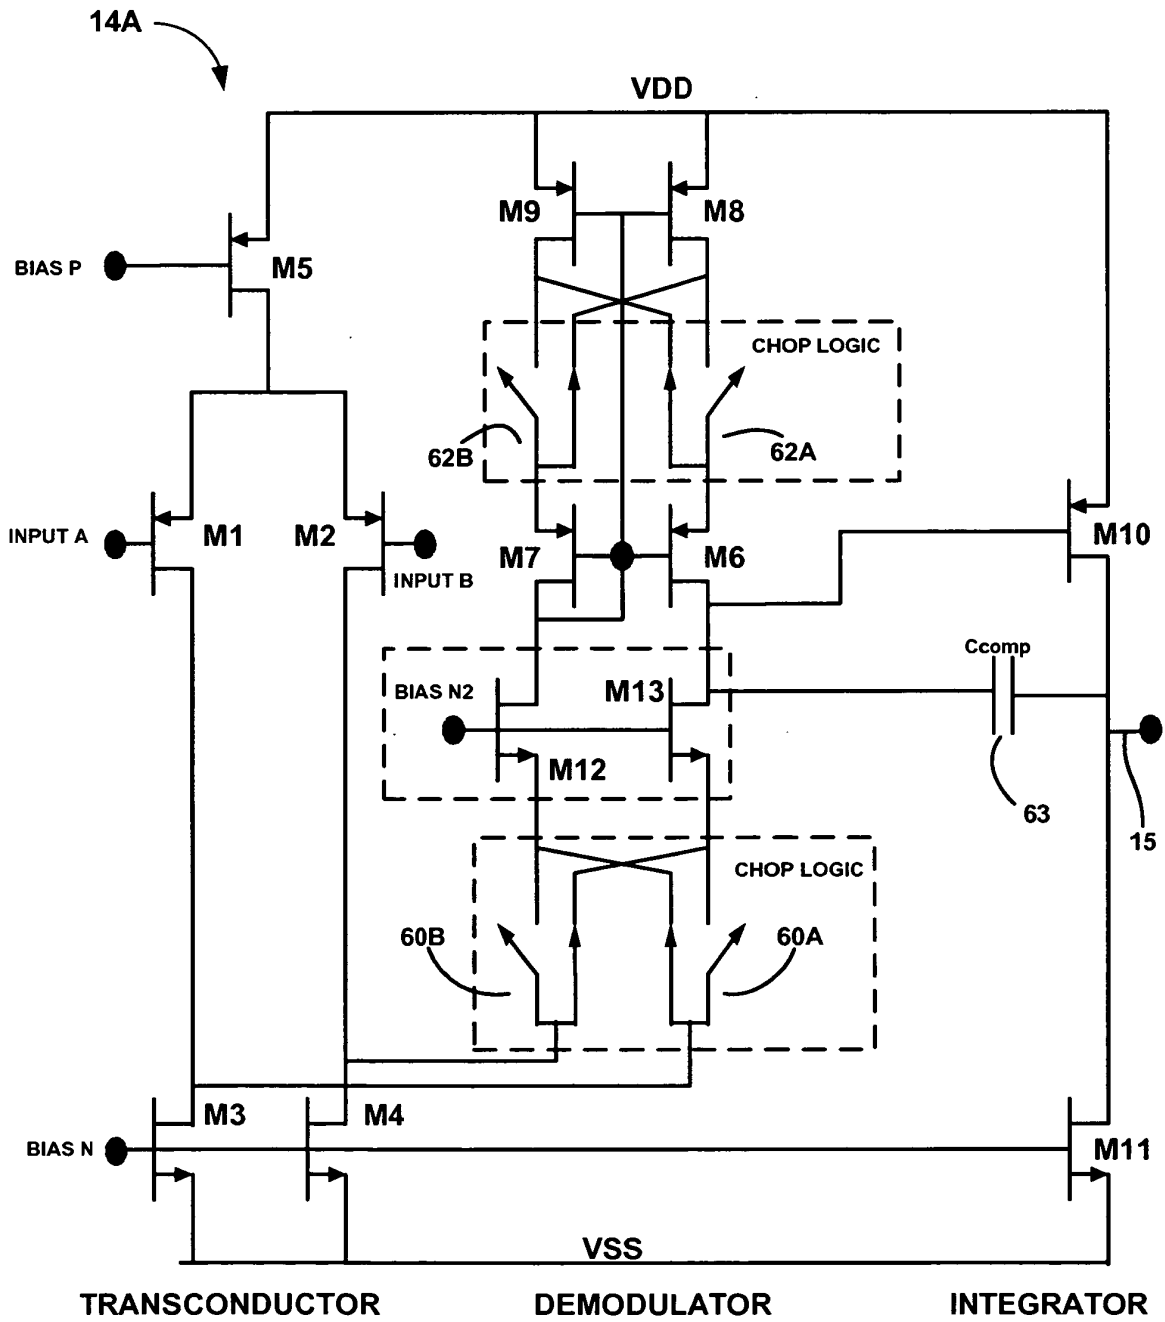 14A
VDD
M9
M8
BIAS P
M5
CHOP LOGIC
62B
62A
INPUT A
M1
M2
M7
M6
M10
INPUT B
Ccomp
BIAS N2
M13
M12
63
15
CHOP LOGIC
60B
60A
M3
M4
BIAS N
M11
VSS
TRANSCONDUCTOR
DEMODULATOR
INTEGRATOR